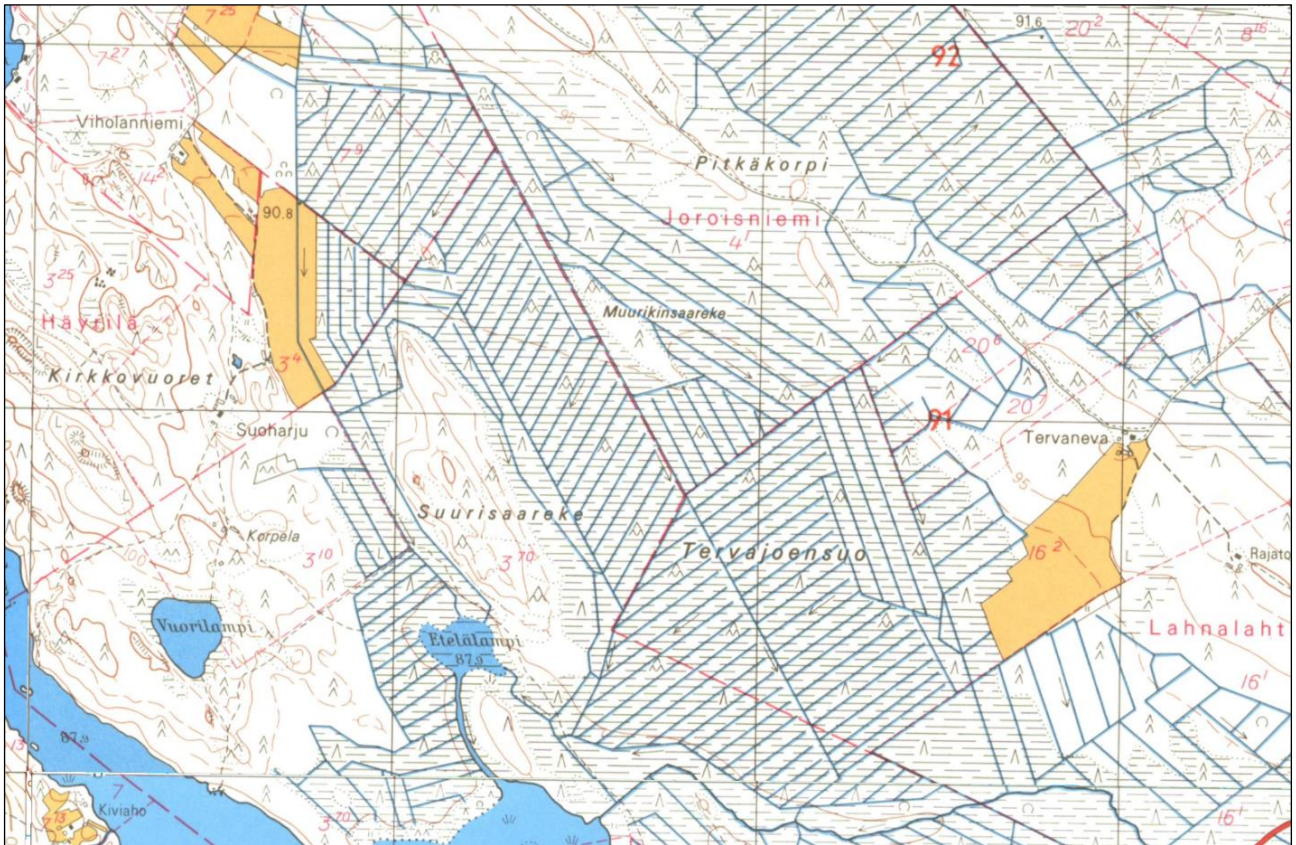 7²⁵
91.6
20²
8¹⁶
7²⁷
92
95
Viholanniemi
7⁹
Pitkäkorpi
14²
90.8
Joroisniemi
4¹
3²⁵
Häyrilä
Muurikinsaareke
20⁶
3⁴
Kirkkovuoret
20⁷
91
Suoharju
Tervaneva
95
Suurisaareke
Korpela
3¹⁰
3⁷⁰
Tervajoensuo
16²
Rajato
Vuorilampi
Etelälampi
87.9
Lahnalaht
16¹
87.9
13
7
Kiviaho
7¹³
3⁷⁰
16¹